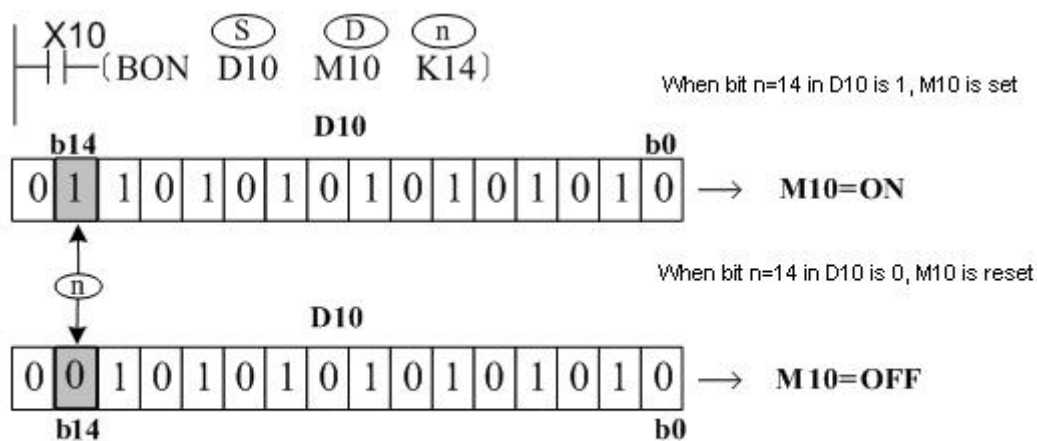 X10 S D n
(BON D10 M10 K14)
When bit n=14 in D10 is 1, M10 is set
D10
b14 b0
0 1 1 0 1 0 1 0 1 0 1 0 1 0 1 0 → M10=ON
n
When bit n=14 in D10 is 0, M10 is reset
D10
0 0 1 0 1 0 1 0 1 0 1 0 1 0 1 0 → M10=OFF
b14 b0